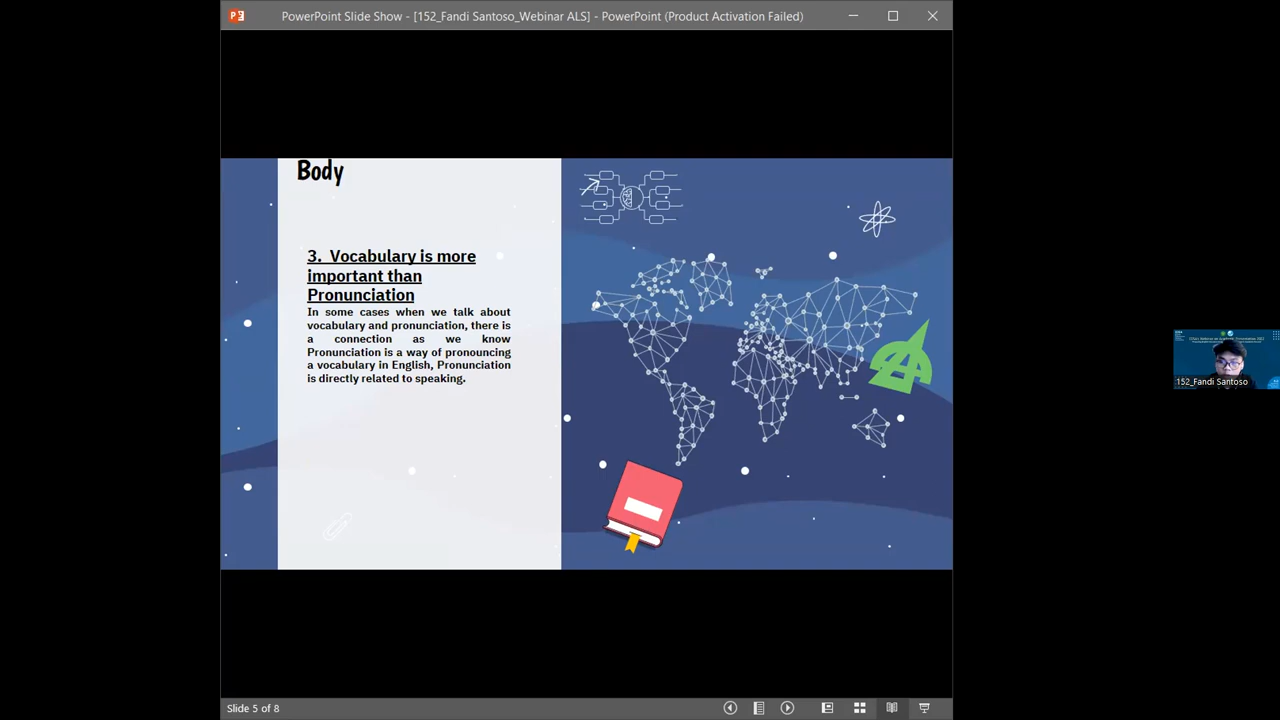 PowerPoint Slide Show - [152_Fandi Santoso_Webinar ALS] - PowerPoint (Product Activation Failed)
Body
3. Vocabulary is more
important than
Pronunciation
In some cases when we talk about
vocabulary and pronunciation, there is
a connection as we know
Pronunciation is a way of pronouncing
a vocabulary in English, Pronunciation
is directly related to speaking.
152_Fandi Santoso
Slide 5 of 8